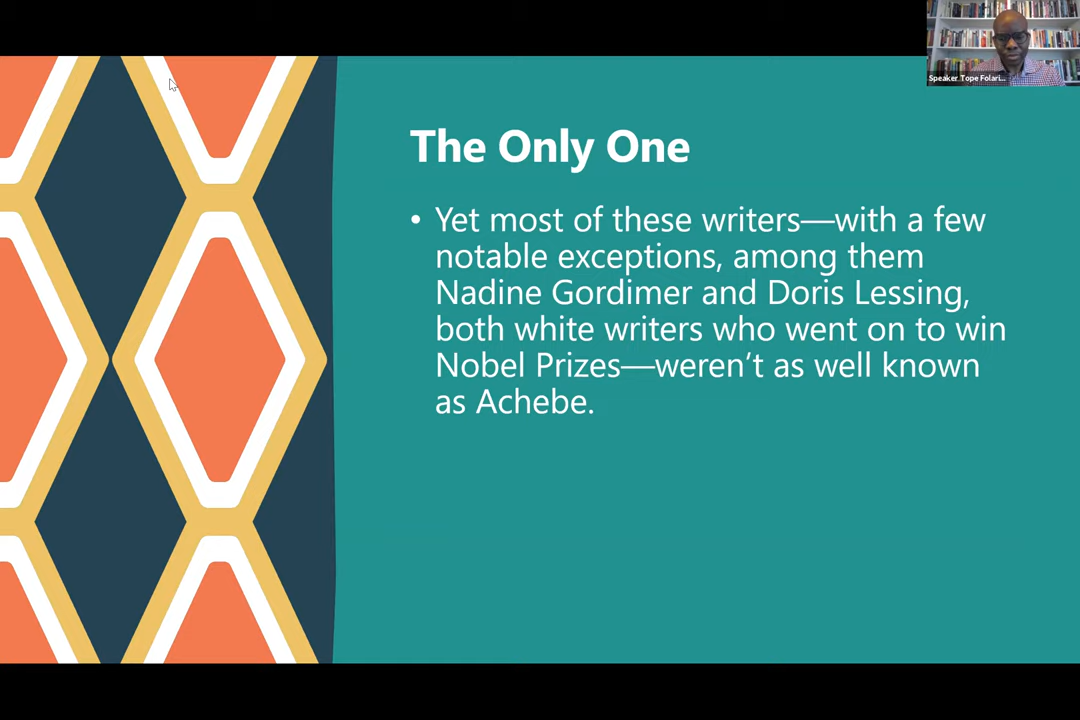 Speaker Tope Folari...
The Only One
• Yet most of these writers—with a few
notable exceptions, among them
Nadine Gordimer and Doris Lessing,
both white writers who went on to win
Nobel Prizes—weren’t as well known
as Achebe.